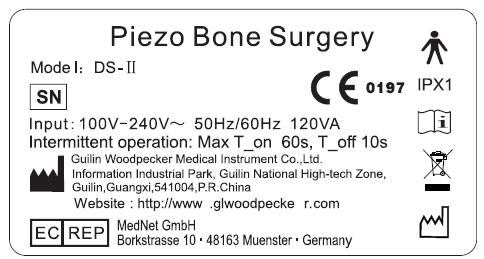 Piezo Bone Surgery
Model: DS-II
SN
CE 0197
IPX1
Input: 100V-240V～ 50Hz/60Hz 120VA
Intermittent operation: Max T_on 60s, T_off 10s
Guilin Woodpecker Medical Instrument Co.,Ltd.
Information Industrial Park, Guilin National High-tech Zone,
Guilin,Guangxi,541004,P.R.China
Website : http://www .glwoodpecke r.com
EC REP
MedNet GmbH
Borkstrasse 10 · 48163 Muenster · Germany